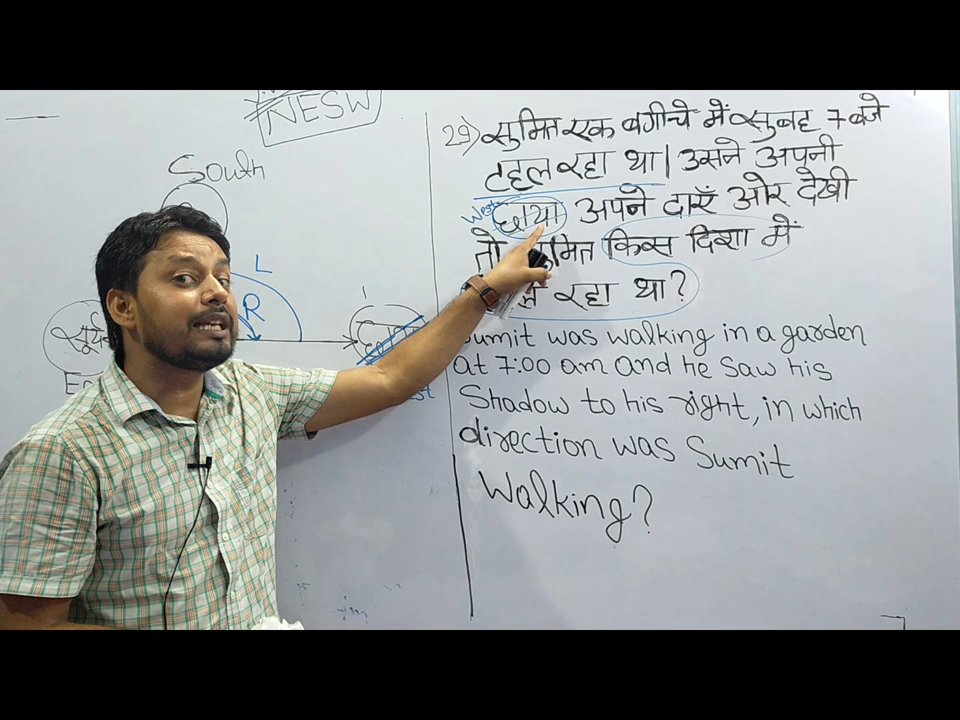 NESW
South
L
R
29) सुमित एक बगीचे में सुबह 7 बजे
टहल रहा था। उसने अपनी
West छाया अपने दाएँ ओर देखी
तो किस दिशा में
रहा था?
Sumit was walking in a garden
at 7:00 am and he saw his
Shadow to his right, in which
direction was Sumit
Walking?